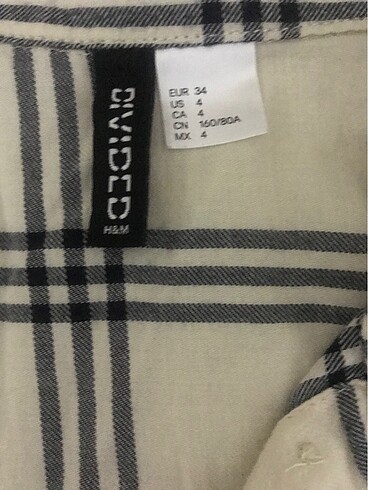 DIVIDED
H&M
EUR 34
US 4
CA 4
CN 160/80A
MX 4